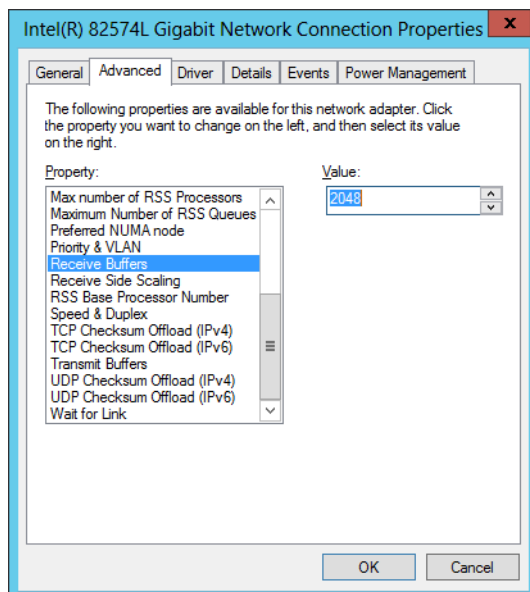 Intel(R) 82574L Gigabit Network Connection Properties
x
General Advanced Driver Details Events Power Management
The following properties are available for this network adapter. Click
the property you want to change on the left, and then select its value
on the right.
Property:
Value:
Max number of RSS Processors
Maximum Number of RSS Queues
Preferred NUMA node
Priority & VLAN
Receive Buffers
Receive Side Scaling
RSS Base Processor Number
Speed & Duplex
TCP Checksum Offload (IPv4)
TCP Checksum Offload (IPv6)
Transmit Buffers
UDP Checksum Offload (IPv4)
UDP Checksum Offload (IPv6)
Wait for Link
2048
OK
Cancel